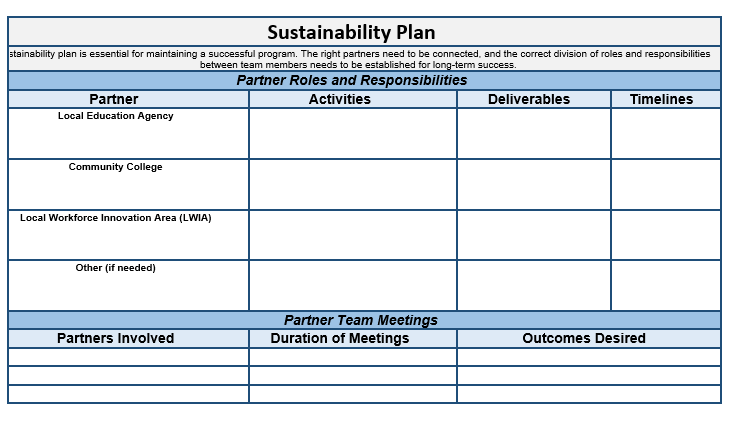 Sustainability Plan
stainability plan is essential for maintaining a successful program. The right partners need to be connected, and the correct division of roles and responsibilities
between team members needs to be established for long-term success.
Partner Roles and Responsibilities
Partner Activities Deliverables Timelines
Local Education Agency
Community College
Local Workforce Innovation Area (LWIA)
Other (if needed)
Partner Team Meetings
Partners Involved Duration of Meetings Outcomes Desired